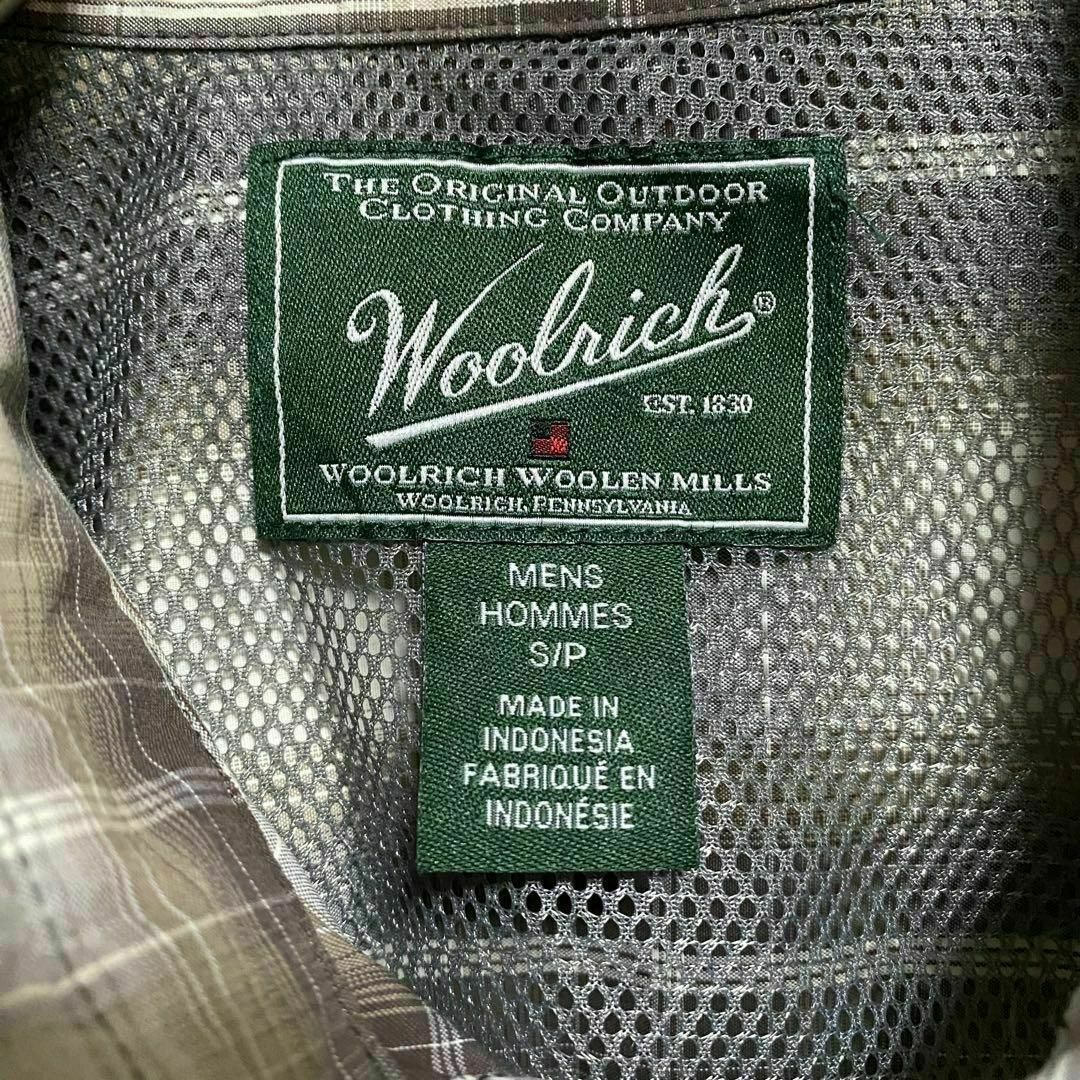 THE ORIGINAL OUTDOOR
CLOTHING COMPANY
Woolrich®
EST. 1830
WOOLRICH WOOLEN MILLS
WOOLRICH, PENNSYLVANIA
MENS
HOMMES
S/P
MADE IN
INDONESIA
FABRIQUÉ EN
INDONÉSIE